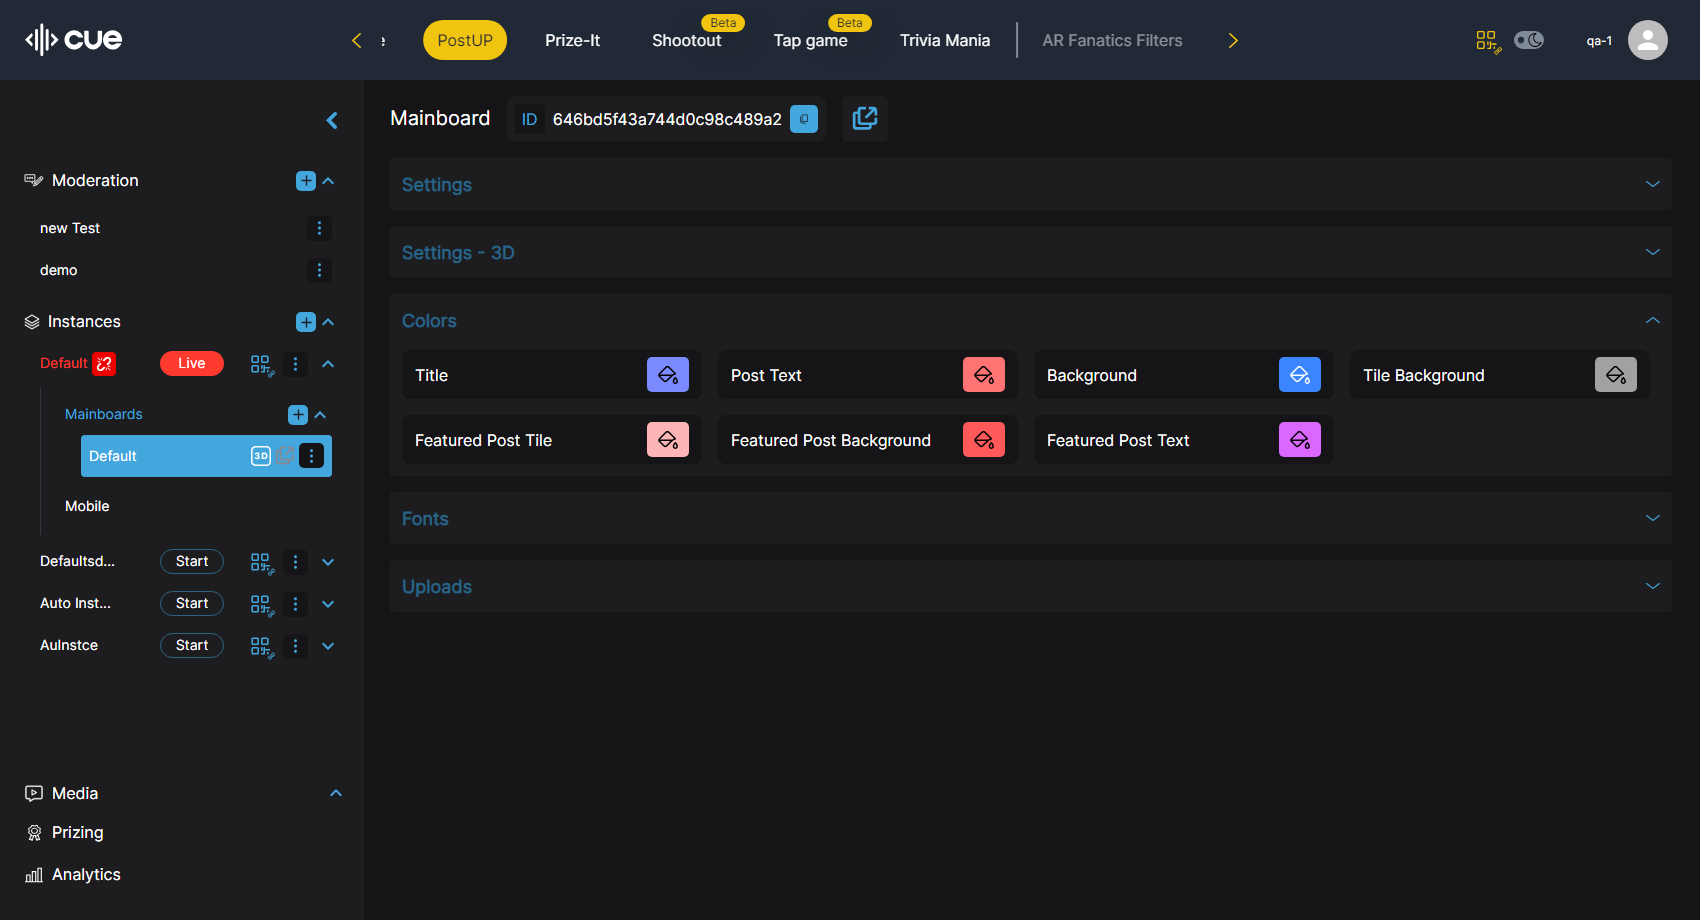 cue
PostUP
Prize-It
Shootout
Beta
Tap game
Beta
Trivia Mania
AR Fanatics Filters
qa-1
Moderation
new Test
demo
Instances
Default
Live
Mainboards
Default
3D
Mobile
Defaultsd...
Start
Auto Inst...
Start
AuInstce
Start
Media
Prizing
Analytics
Mainboard
ID 646bd5f43a744d0c98c489a2
Settings
Settings - 3D
Colors
Title
Post Text
Background
Tile Background
Featured Post Tile
Featured Post Background
Featured Post Text
Fonts
Uploads